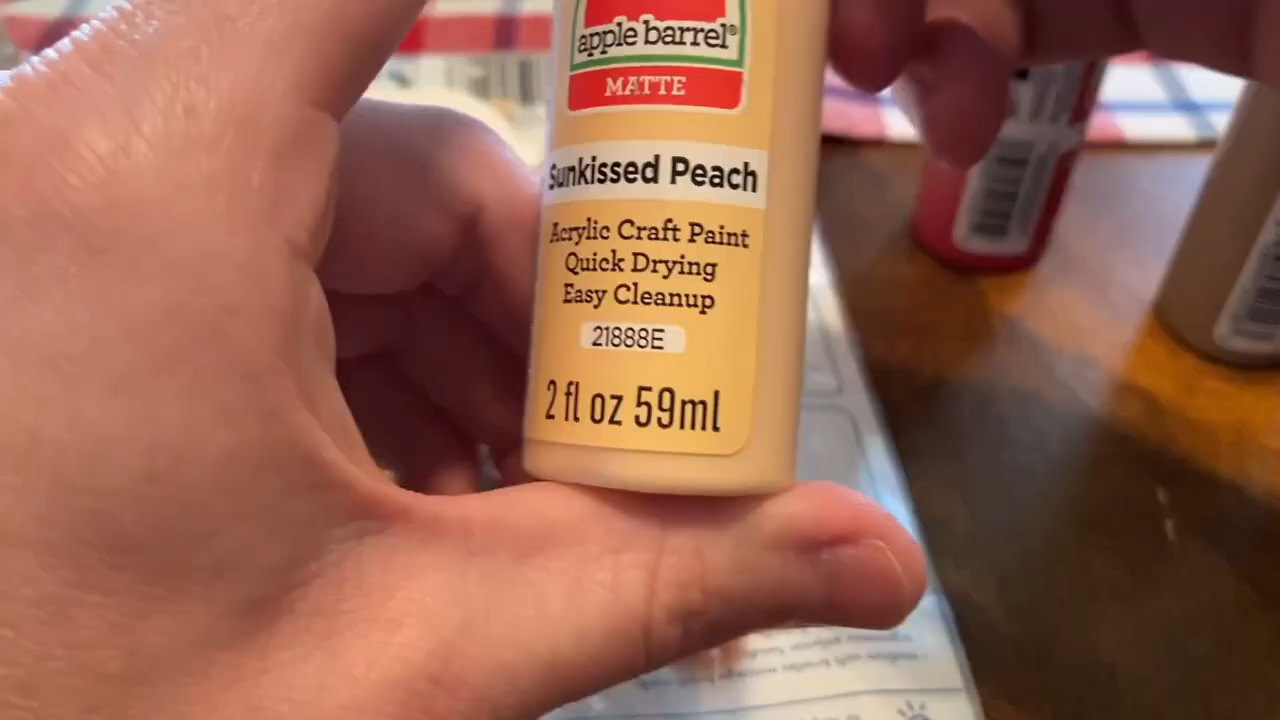 apple barrel®
MATTE
Sunkissed Peach
Acrylic Craft Paint
Quick Drying
Easy Cleanup
21888E
2 fl oz 59ml